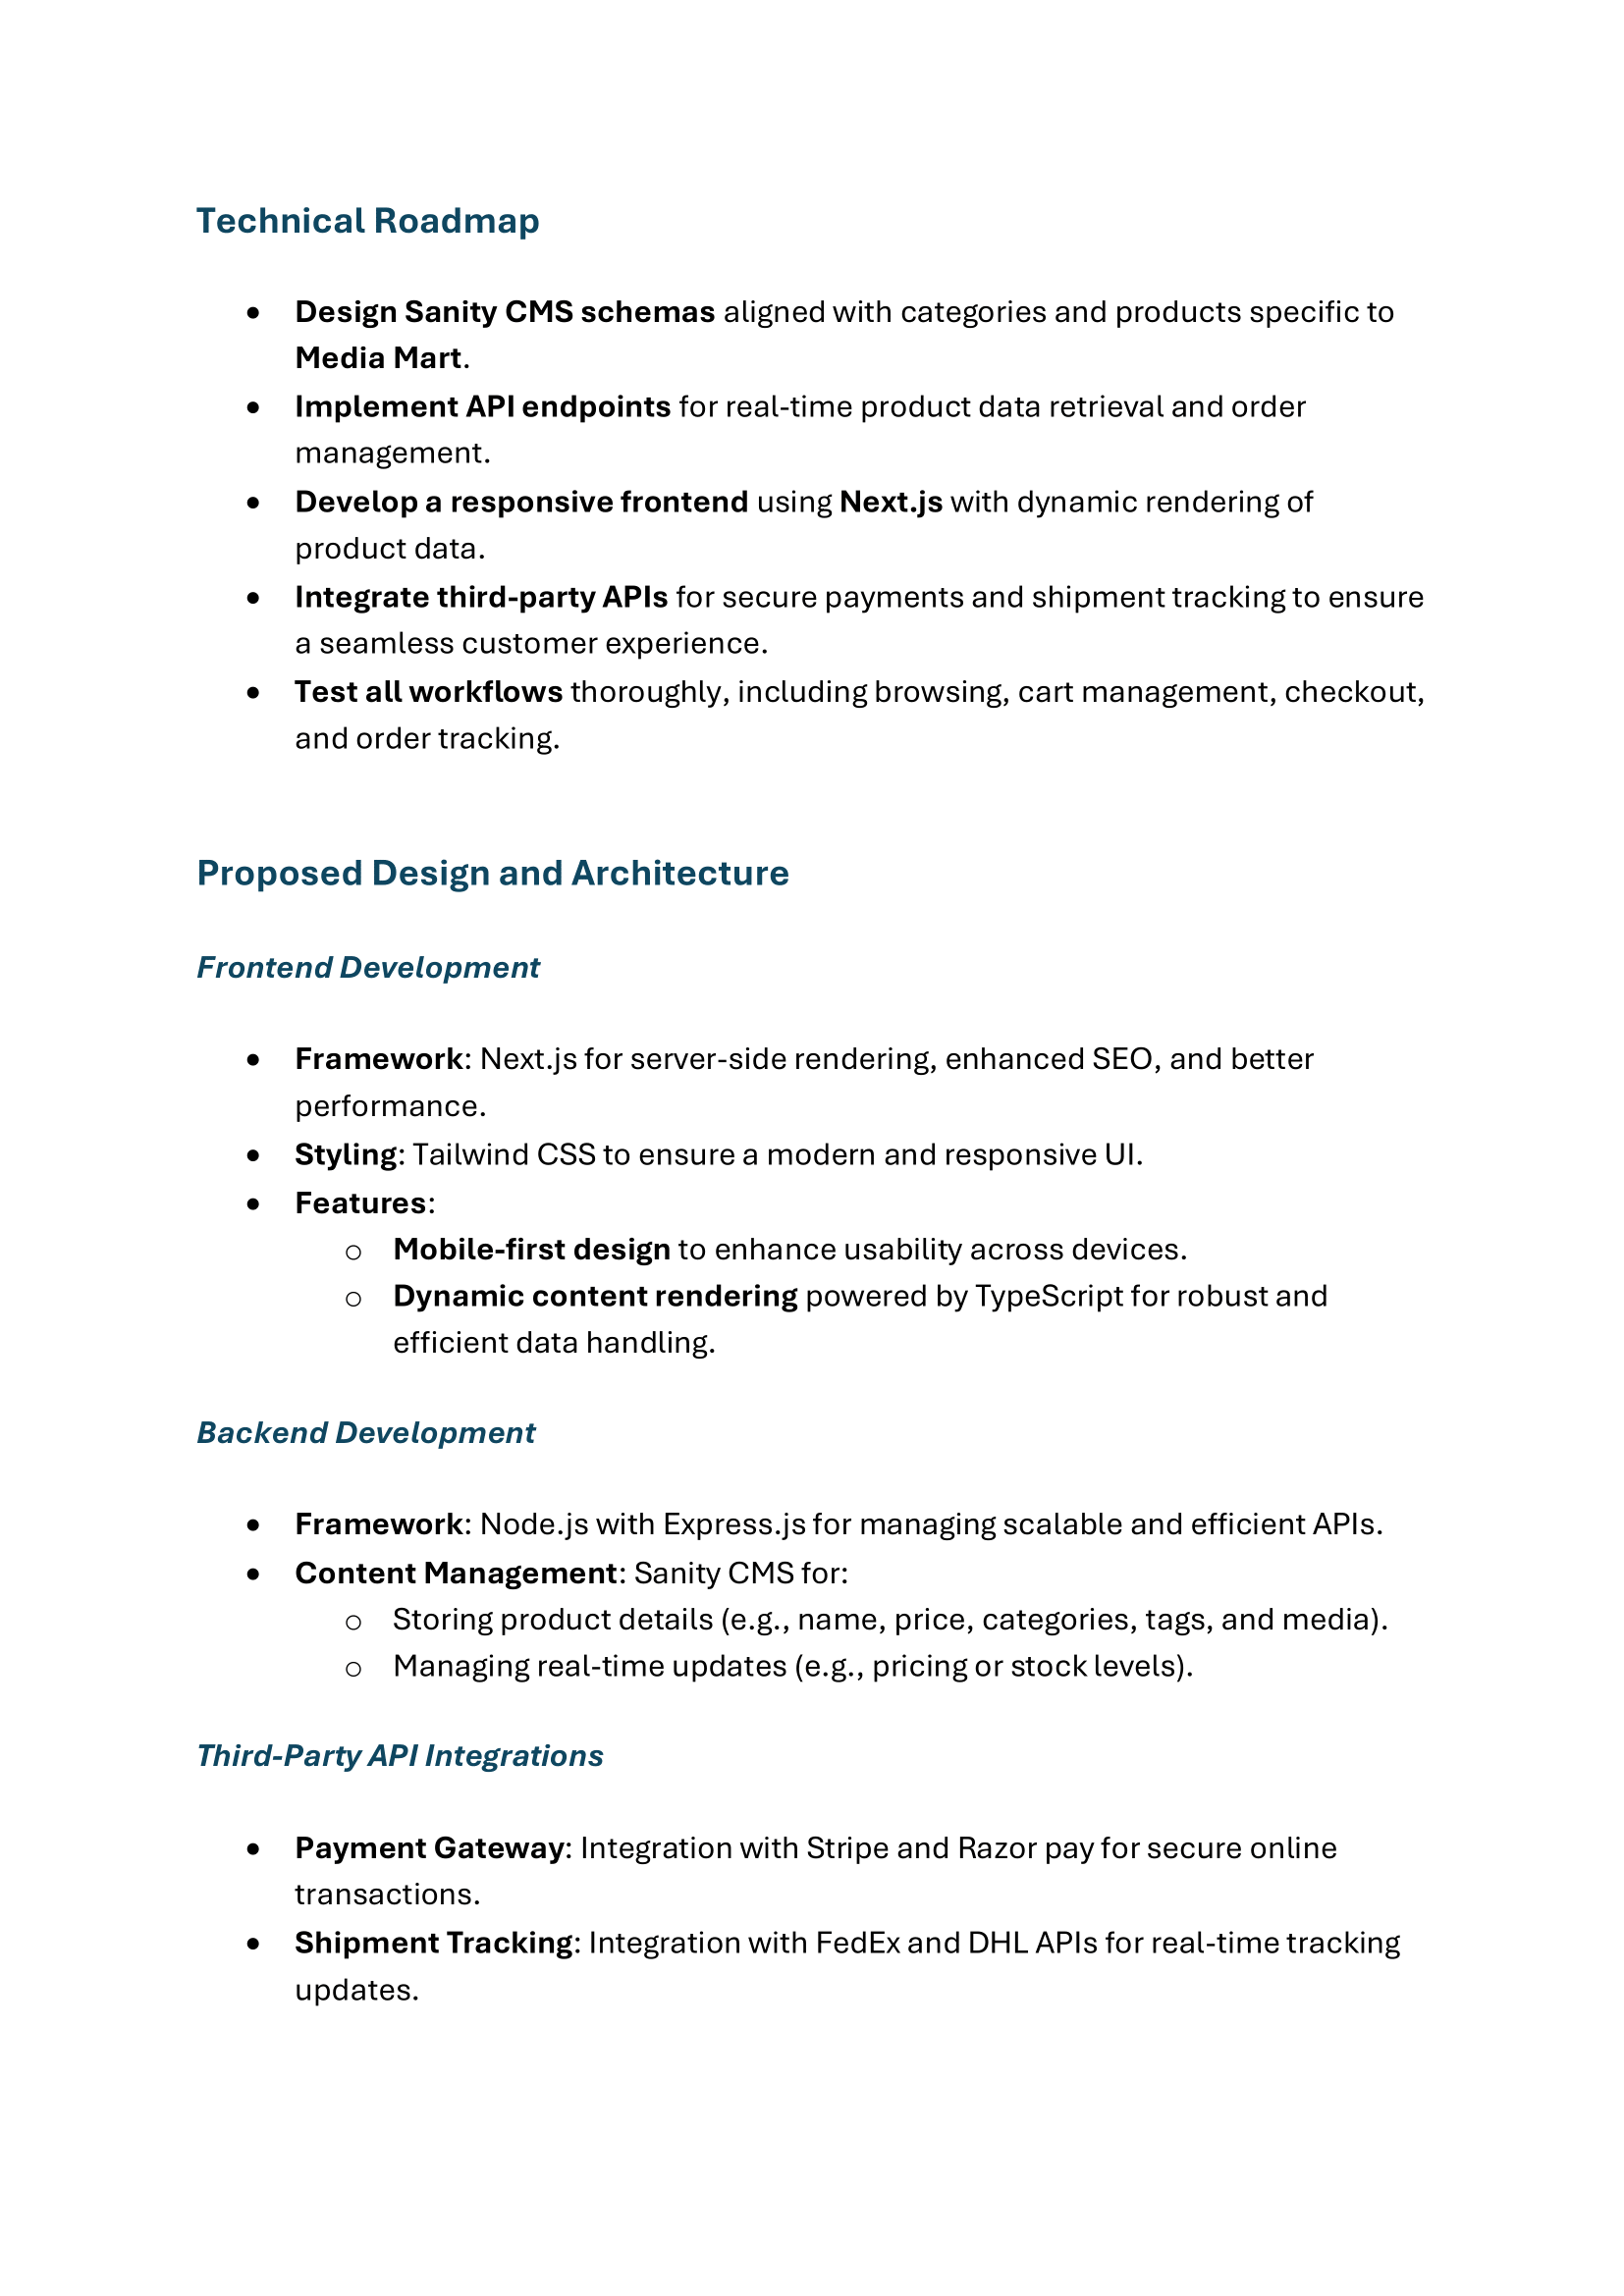 Technical Roadmap
• Design Sanity CMS schemas aligned with categories and products specific to
Media Mart.
• Implement API endpoints for real-time product data retrieval and order
management.
• Develop a responsive frontend using Next.js with dynamic rendering of
product data.
• Integrate third-party APIs for secure payments and shipment tracking to ensure
a seamless customer experience.
• Test all workflows thoroughly, including browsing, cart management, checkout,
and order tracking.
Proposed Design and Architecture
Frontend Development
• Framework: Next.js for server-side rendering, enhanced SEO, and better
performance.
• Styling: Tailwind CSS to ensure a modern and responsive UI.
• Features:
o Mobile-first design to enhance usability across devices.
o Dynamic content rendering powered by TypeScript for robust and
efficient data handling.
Backend Development
• Framework: Node.js with Express.js for managing scalable and efficient APIs.
• Content Management: Sanity CMS for:
o Storing product details (e.g., name, price, categories, tags, and media).
o Managing real-time updates (e.g., pricing or stock levels).
Third-Party API Integrations
• Payment Gateway: Integration with Stripe and Razor pay for secure online
transactions.
• Shipment Tracking: Integration with FedEx and DHL APIs for real-time tracking
updates.